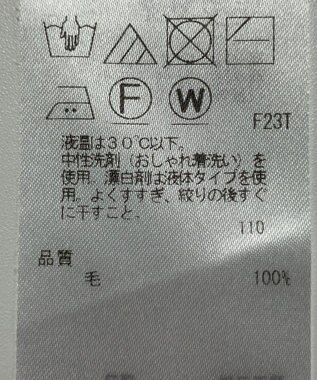 F W
F23T
液温は30℃以下。
中性洗剤（おしゃれ着洗い）を
使用。漂白剤は液体タイプを使
用。よくすすぎ、絞りの後すぐ
に干すこと。
110
品質
毛 100%